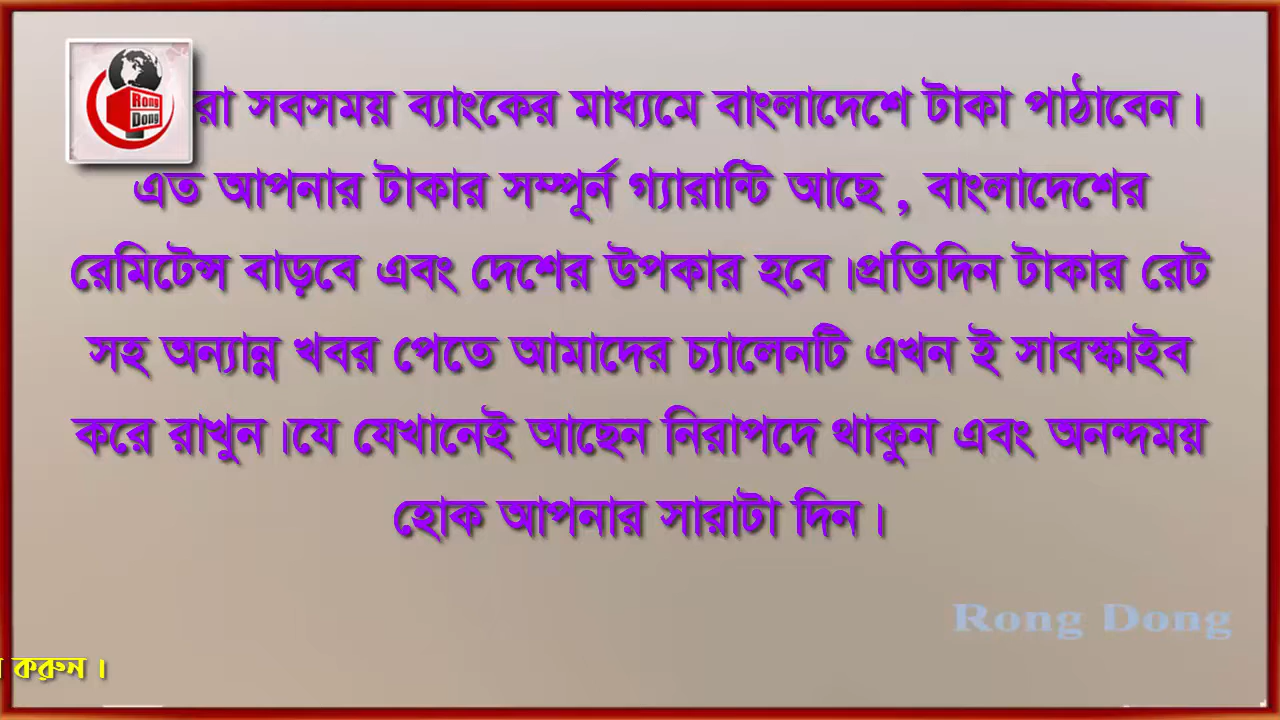 রা সবসময় ব্যাংকের মাধ্যমে বাংলাদেশে টাকা পাঠাবেন।
এত আপনার টাকার সম্পূর্ন গ্যারান্টি আছে , বাংলাদেশের
রেমিটেন্স বাড়বে এবং দেশের উপকার হবে।প্রতিদিন টাকার রেট
সহ অন্যান্ন খবর পেতে আমাদের চ্যালেনটি এখন ই সাবস্কাইব
করে রাখুন।যে যেখানেই আছেন নিরাপদে থাকুন এবং অনন্দময়
হোক আপনার সারাটা দিন।
Rong
Dong
Rong Dong
করুন।